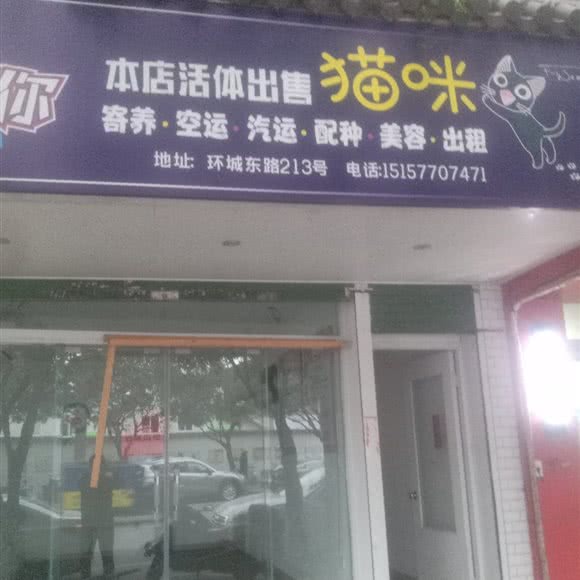 你
本店活体出售猫咪
寄养·空运·汽运·配种·美容·出租
地址: 环城东路213号 电话:15157707471